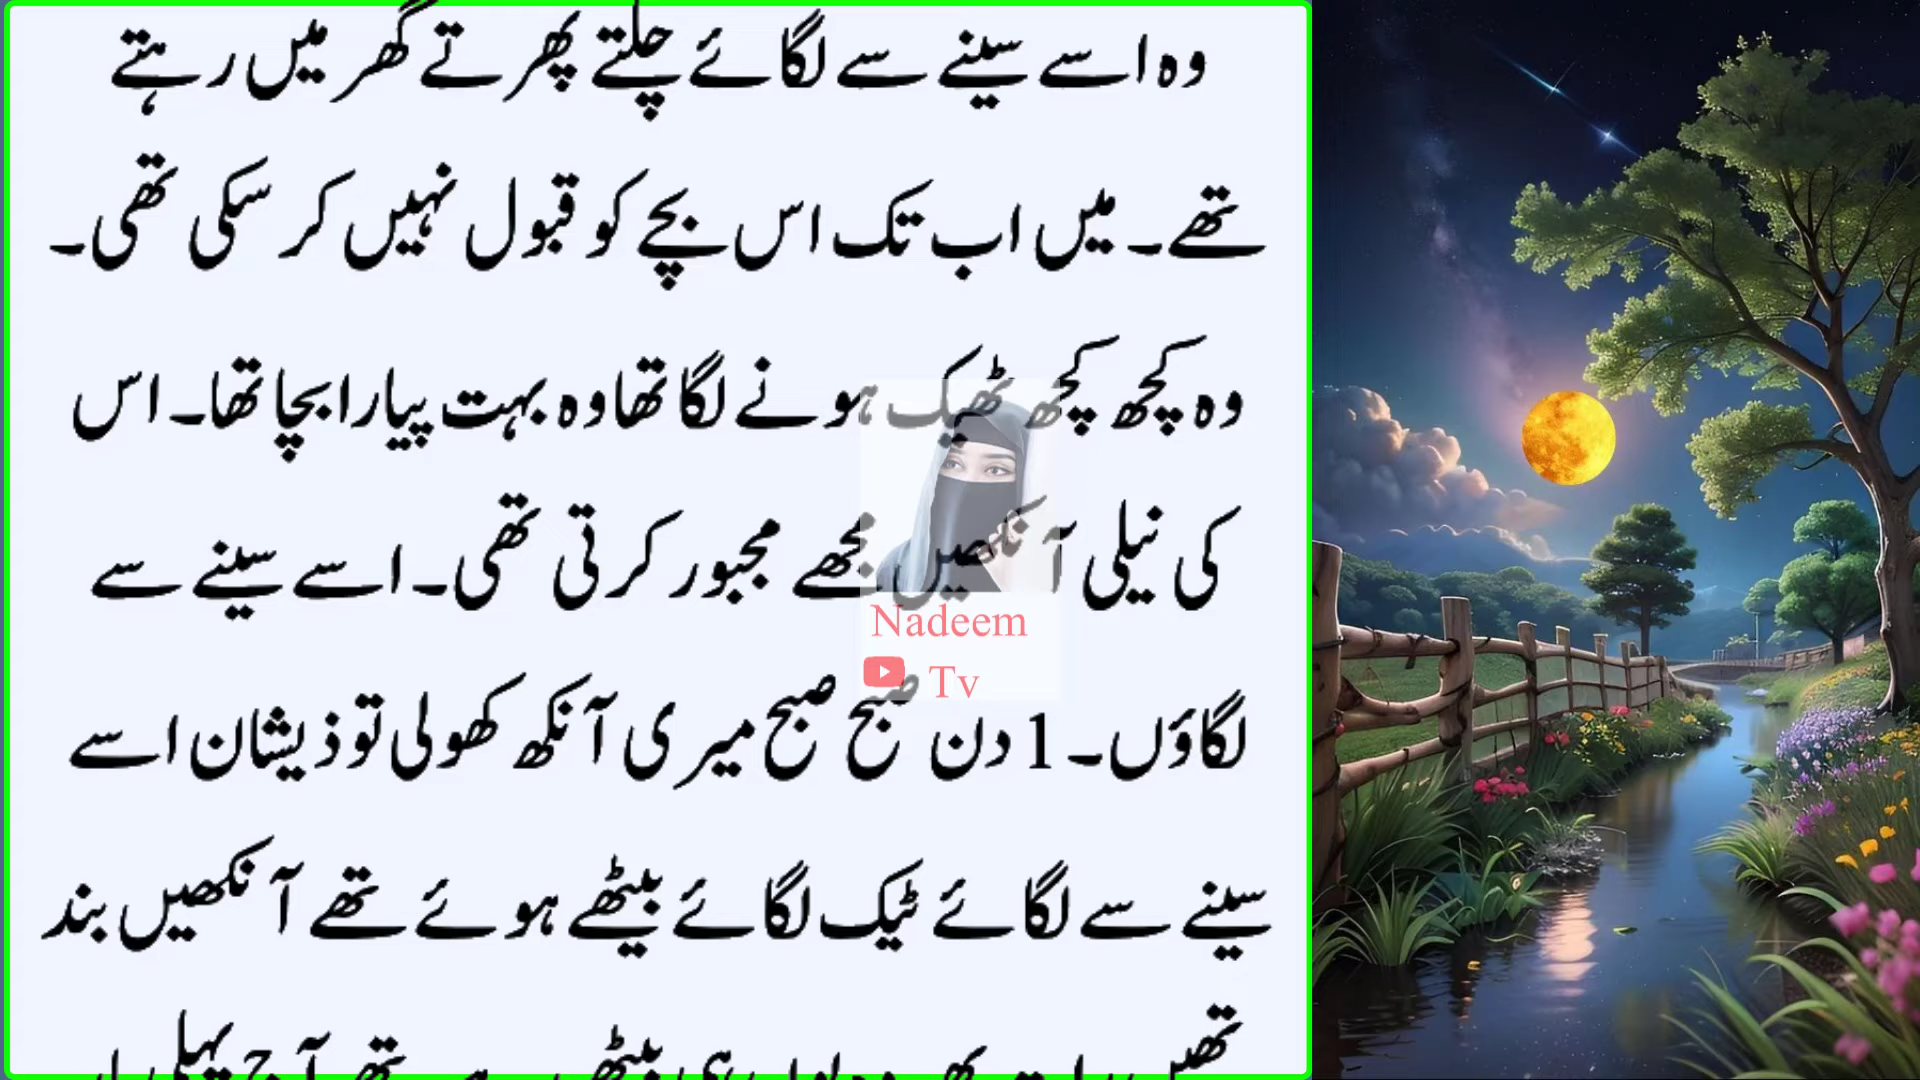 وہ اسے سینے سے لگائے چلتے پھرتے گھر میں رہتے
تھے۔ میں اب تک اس بچے کو قبول نہیں کر سکی تھی۔
وہ کچھ کچھ ٹھیک ہونے لگا تھا وہ بہت پیارا بچا تھا۔ اس
کی نیلی آنکھیں مجھے مجبور کرتی تھی۔ اسے سینے سے
لگاؤں۔ 1 دن صبح صبح میری آنکھ کھولی تو ذیشان اسے
سینے سے لگائے ٹیک لگائے بیٹھے ہوئے تھے آنکھیں بند
تھیں
Nadeem
Tv